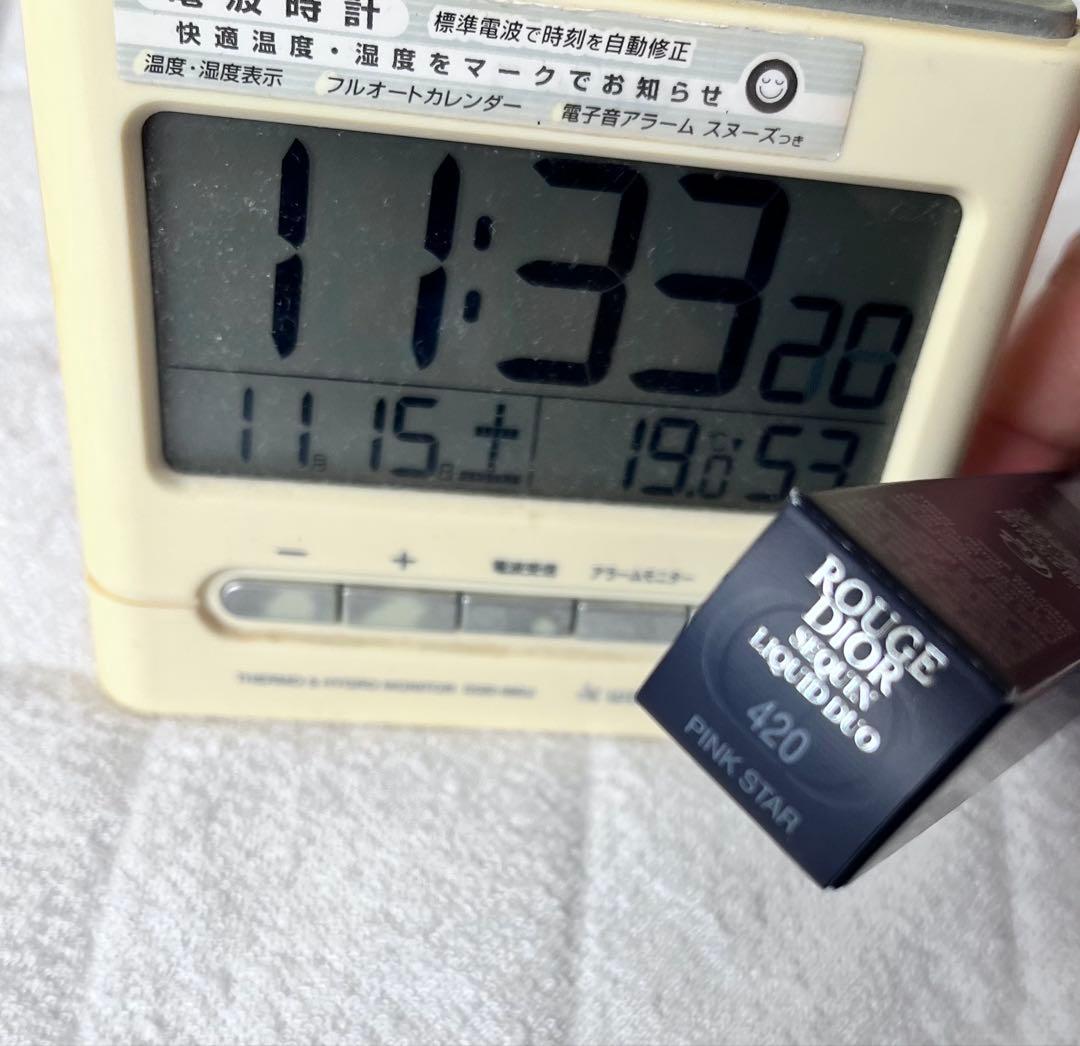 電波時計
標準電波で時刻を自動修正
快適温度・湿度をマークでお知らせ
温度・湿度表示 フルオートカレンダー 電子音アラーム スヌーズつき
11:33 28
11月 15日 土 19.0℃ 53
− + 電波受信 アラームモニター
THERMO & HYDRO MONITOR
ROUGE
DIOR
SEQUIN
LIQUID DUO
420
PINK STAR